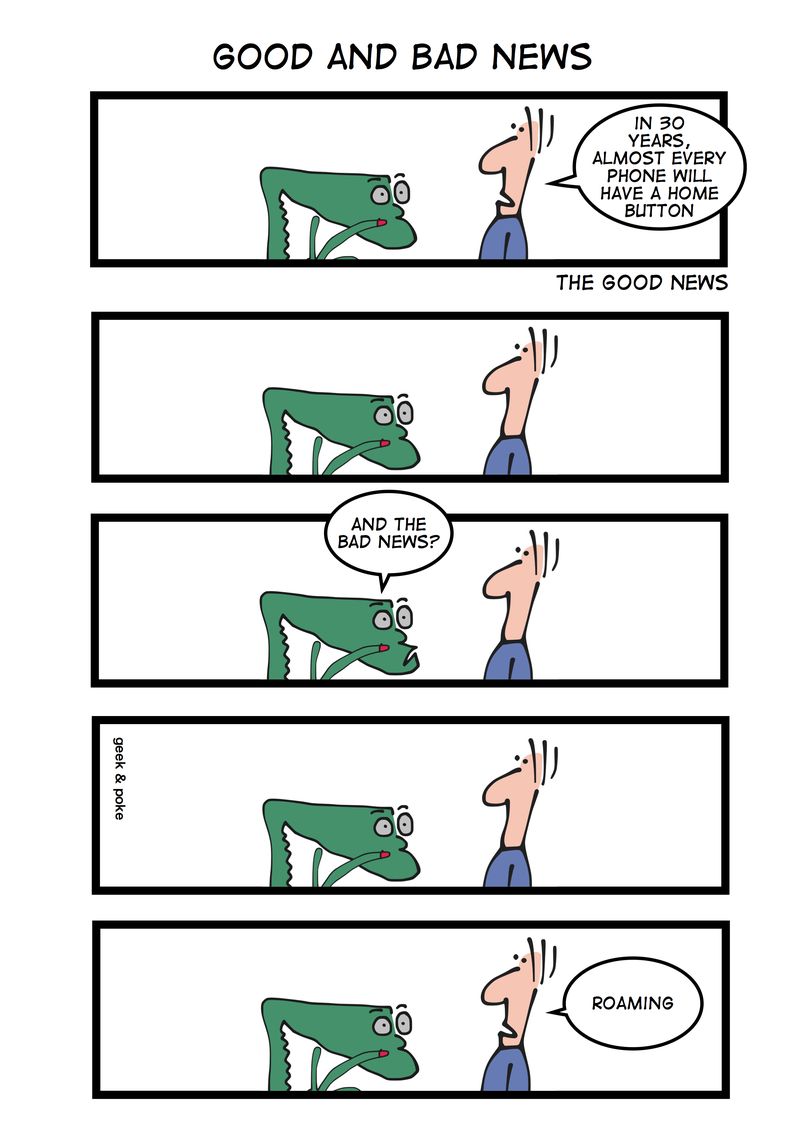 GOOD AND BAD NEWS
IN 30
YEARS,
ALMOST EVERY
PHONE WILL
HAVE A HOME
BUTTON
THE GOOD NEWS
AND THE
BAD NEWS?
geek & poke
ROAMING